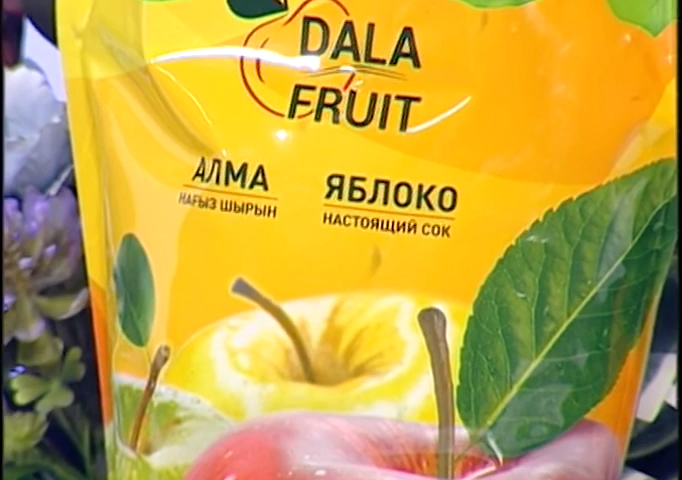 DALA
FRUIT
АЛМА
НАҒЫЗ ШЫРЫН
ЯБЛОКО
НАСТОЯЩИЙ СОК